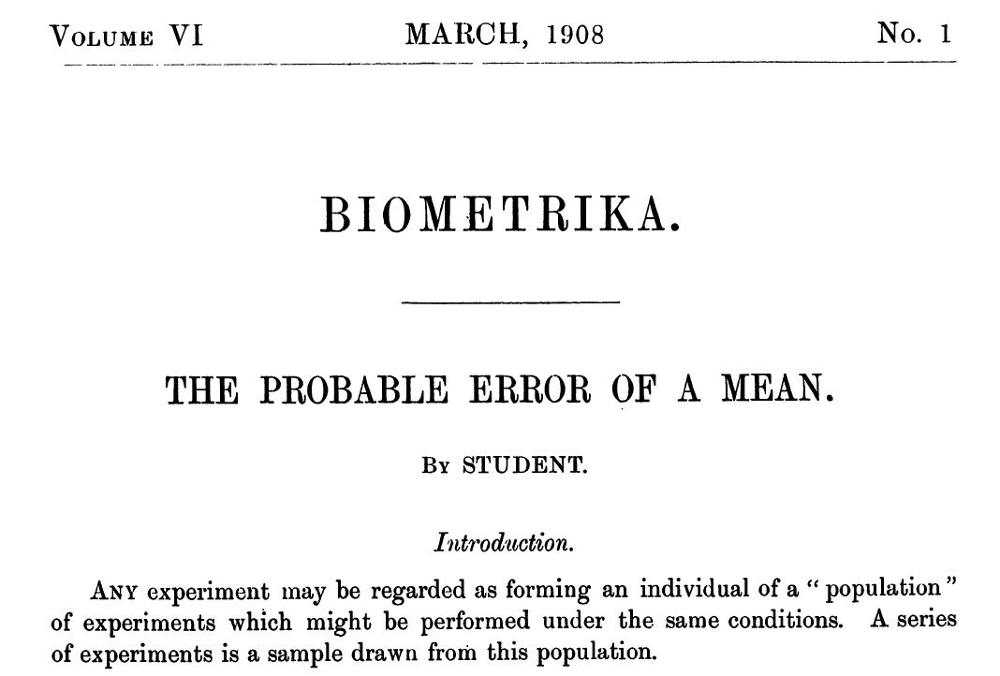 VOLUME VI MARCH, 1908 No. 1
BIOMETRIKA.
THE PROBABLE ERROR OF A MEAN.
BY STUDENT.
Introduction.
ANY experiment may be regarded as forming an individual of a “ population ”
of experiments which might be performed under the same conditions. A series
of experiments is a sample drawn from this population.